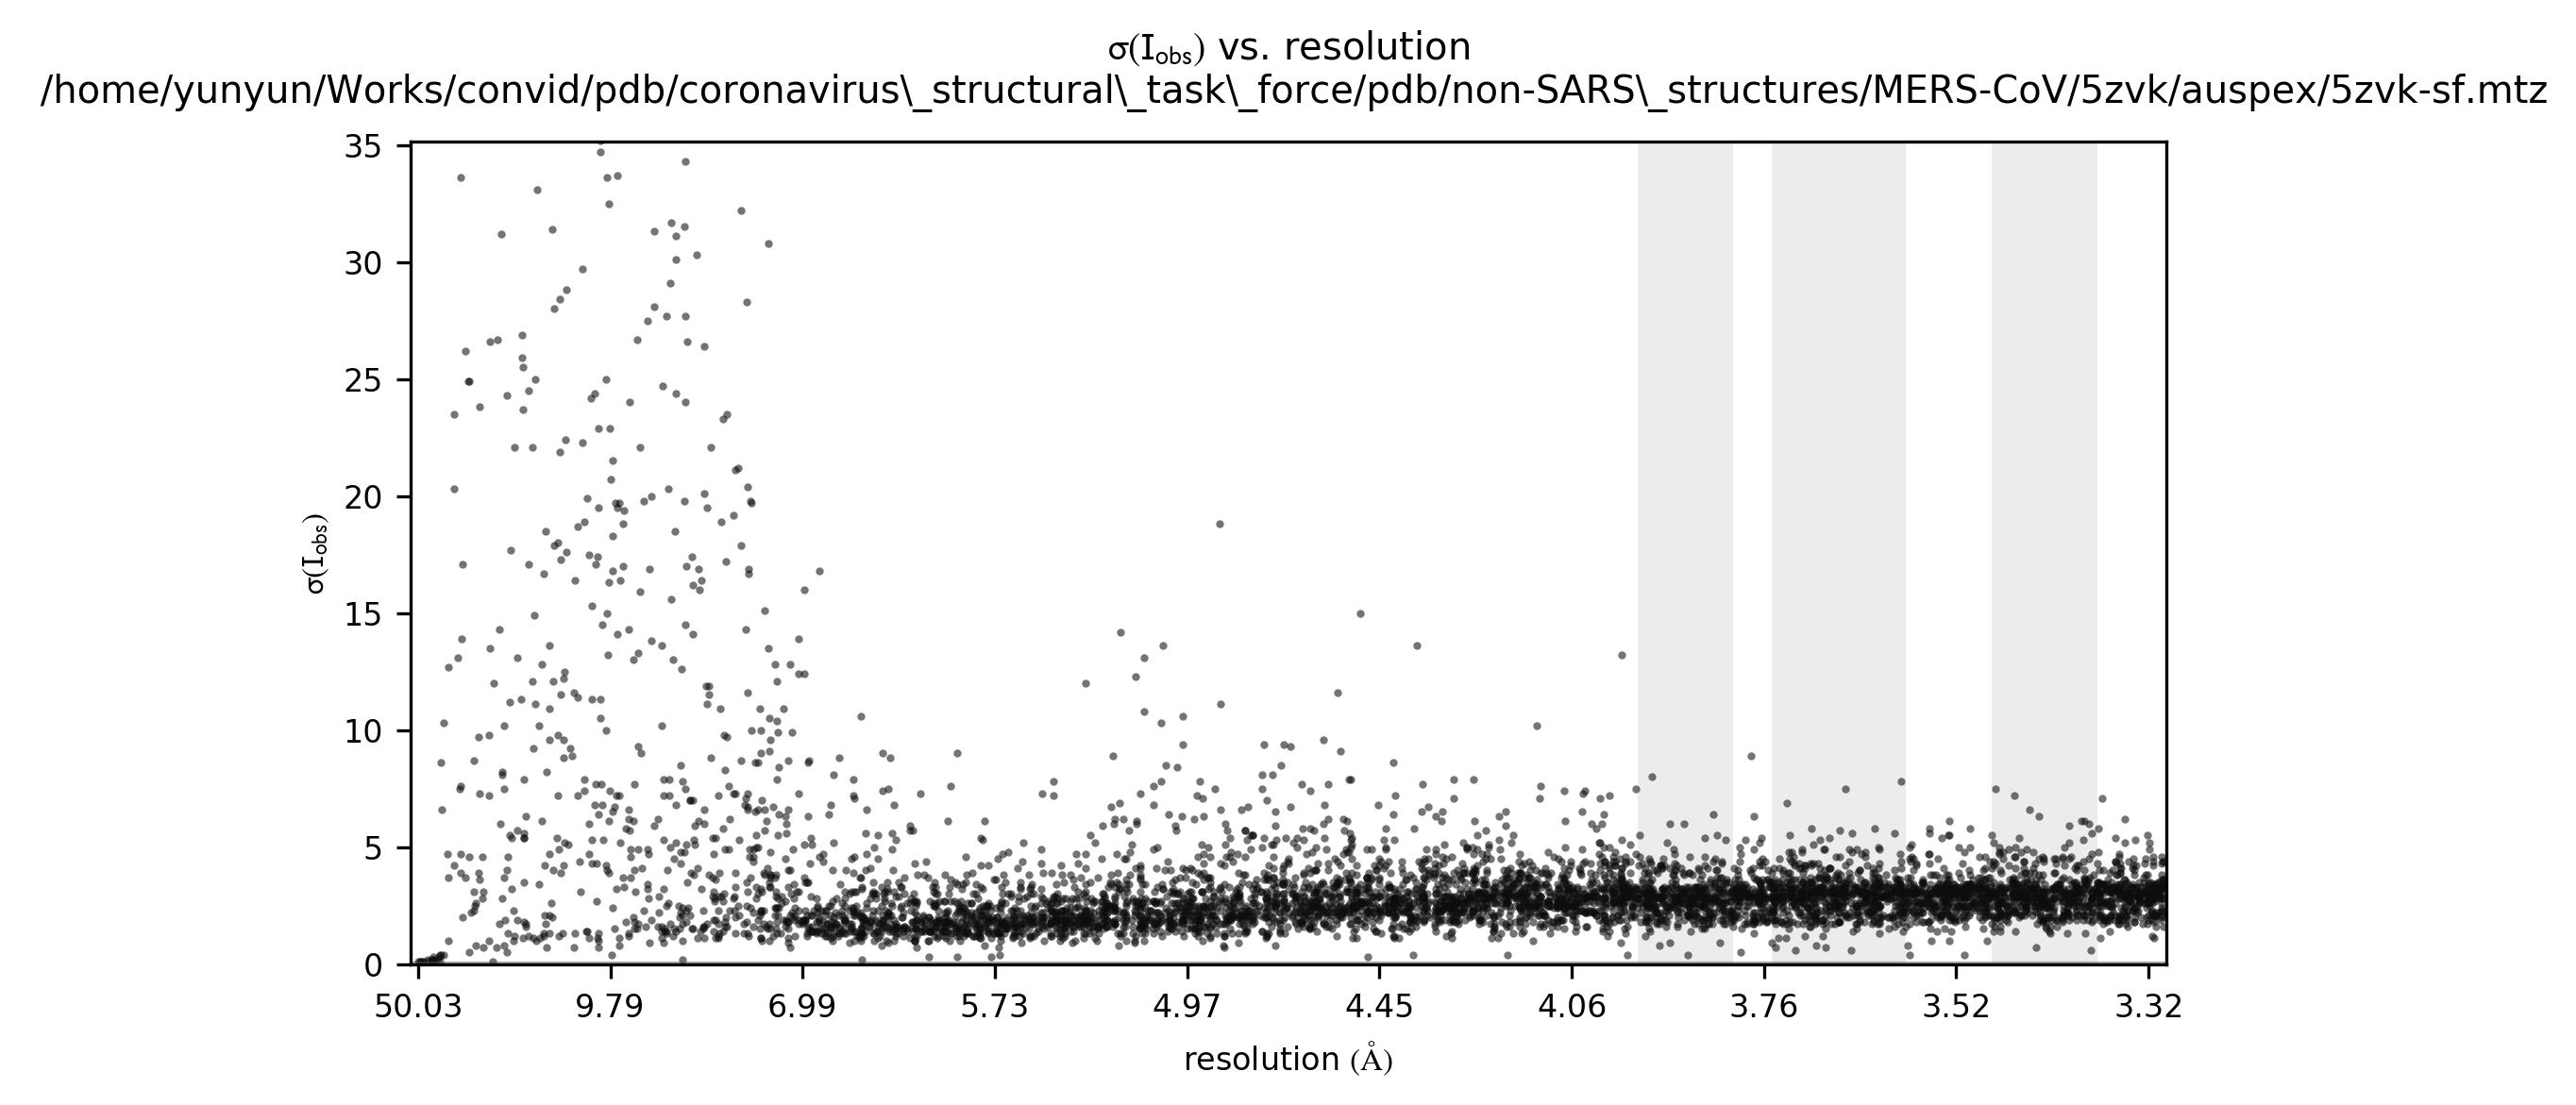 σ(Iobs) vs. resolution
/home/yunyun/Works/convid/pdb/coronavirus\_structural\_task\_force/pdb/non-SARS\_structures/MERS-CoV/5zvk/auspex/5zvk-sf.mtz
35
30
25
20
15
10
5
0
σ(Iobs)
50.03 9.79 6.99 5.73 4.97 4.45 4.06 3.76 3.52 3.32
resolution (Å)